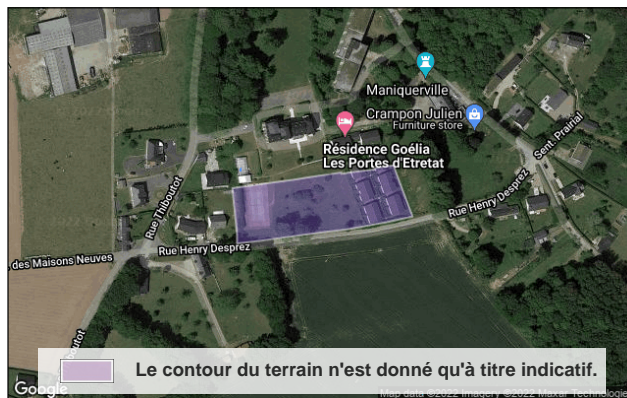 Maniquerville
Crampon Julien
Furniture store
Résidence Goélia
Les Portes d'Etretat
Sent. Prairial
Rue Henry Desprez
Rue Thiboutot
des Maisons Neuves
Rue Henry Desprez
Le contour du terrain n'est donné qu'à titre indicatif.
Google
Map data ©2022 Imagery ©2022 Maxar Technologie